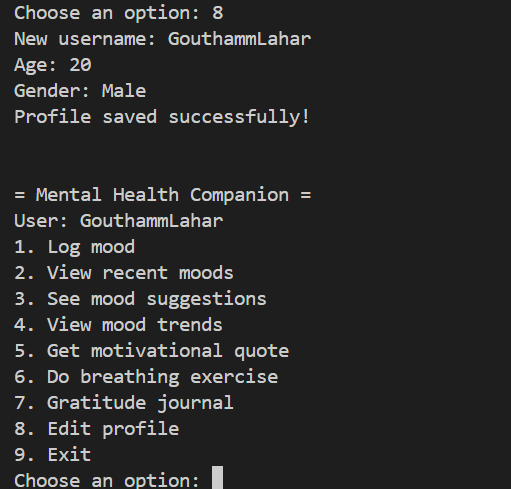 Choose an option: 8
New username: GouthammLahar
Age: 20
Gender: Male
Profile saved successfully!
= Mental Health Companion =
User: GouthammLahar
1. Log mood
2. View recent moods
3. See mood suggestions
4. View mood trends
5. Get motivational quote
6. Do breathing exercise
7. Gratitude journal
8. Edit profile
9. Exit
Choose an option: